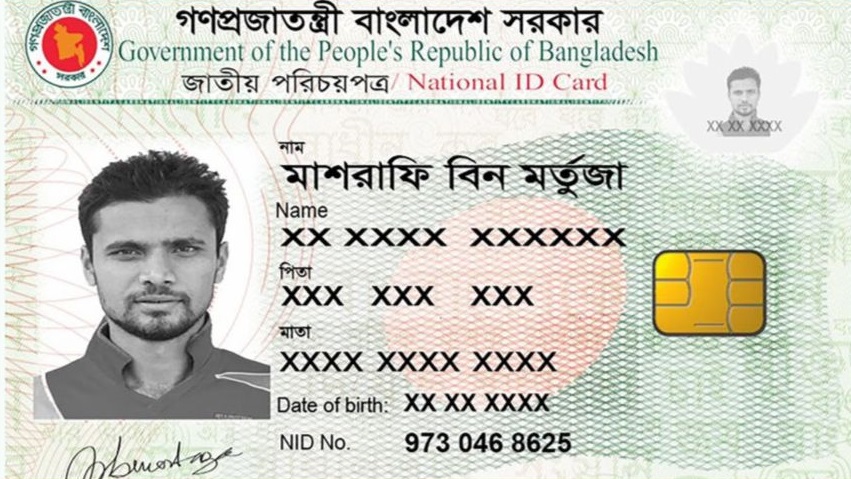 গণপ্রজাতন্ত্রী বাংলাদেশ সরকার
Government of the People's Republic of Bangladesh
জাতীয় পরিচয়পত্র/ National ID Card
গণপ্রজাতন্ত্রী বাংলাদেশ
সরকার
XX XX XXXX
নাম
মাশরাফি বিন মর্তুজা
Name
XX XXXX XXXXXX
পিতা
XXX XXX XXX
মাতা
XXXX XXXX XXXX
Date of birth: XX XX XXXX
NID No. 973 046 8625